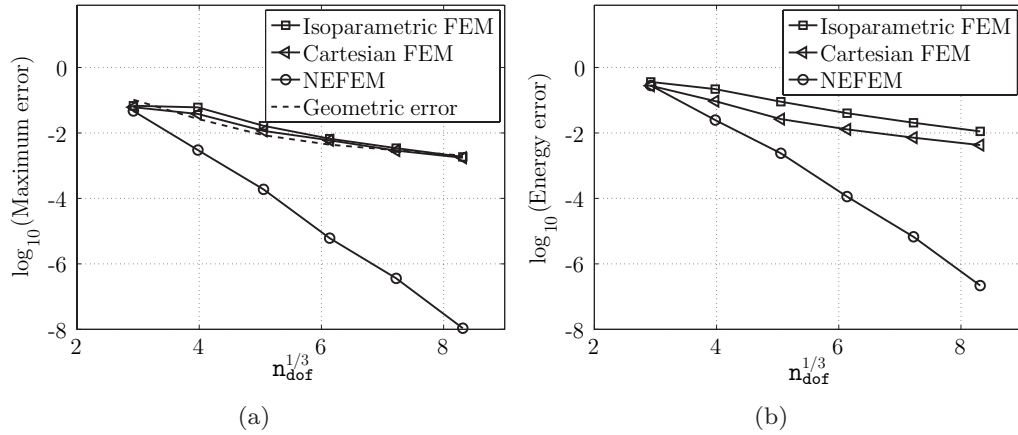 Isoparametric FEM
Cartesian FEM
NEFEM
Geometric error
0
-2
-4
-6
-8
2
4
6
8
log10(Maximum error)
n_dof^1/3
(a)
Isoparametric FEM
Cartesian FEM
NEFEM
0
-2
-4
-6
-8
2
4
6
8
log10(Energy error)
n_dof^1/3
(b)